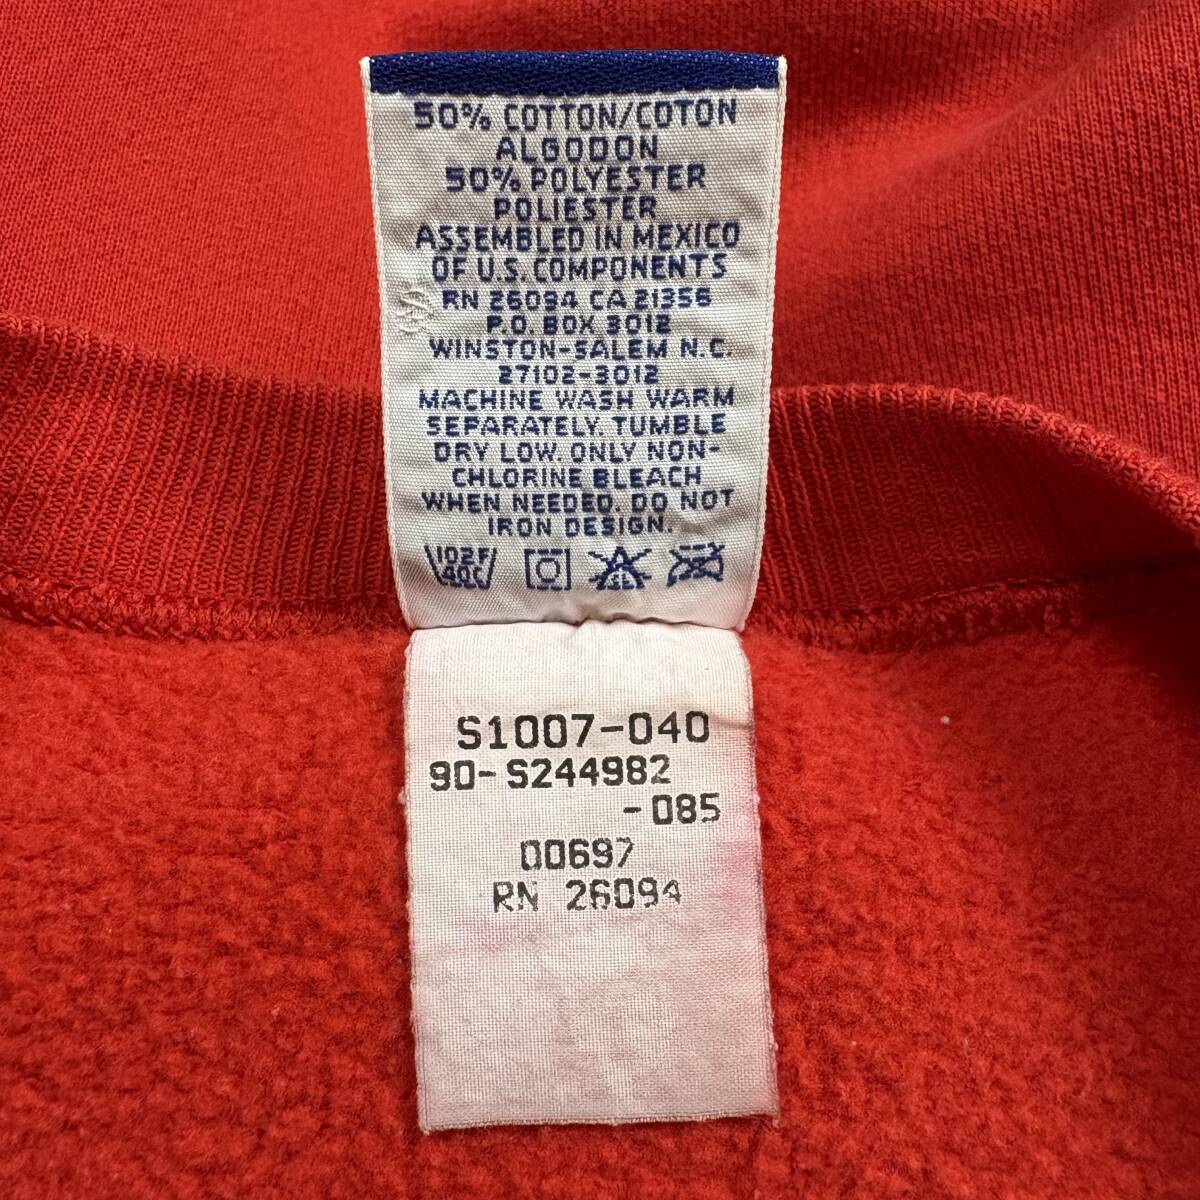 50% COTTON/COTON
ALGODON
50% POLYESTER
POLIESTER
ASSEMBLED IN MEXICO
OF U.S. COMPONENTS
RN 26094 CA 21356
P.O. BOX 3012
WINSTON-SALEM N.C.
27102-3012
MACHINE WASH WARM
SEPARATELY, TUMBLE
DRY LOW. ONLY NON-
CHLORINE BLEACH
WHEN NEEDED. DO NOT
IRON DESIGN.
102F
40C
S1007-040
90-S244982
-085
00697
RN 26094